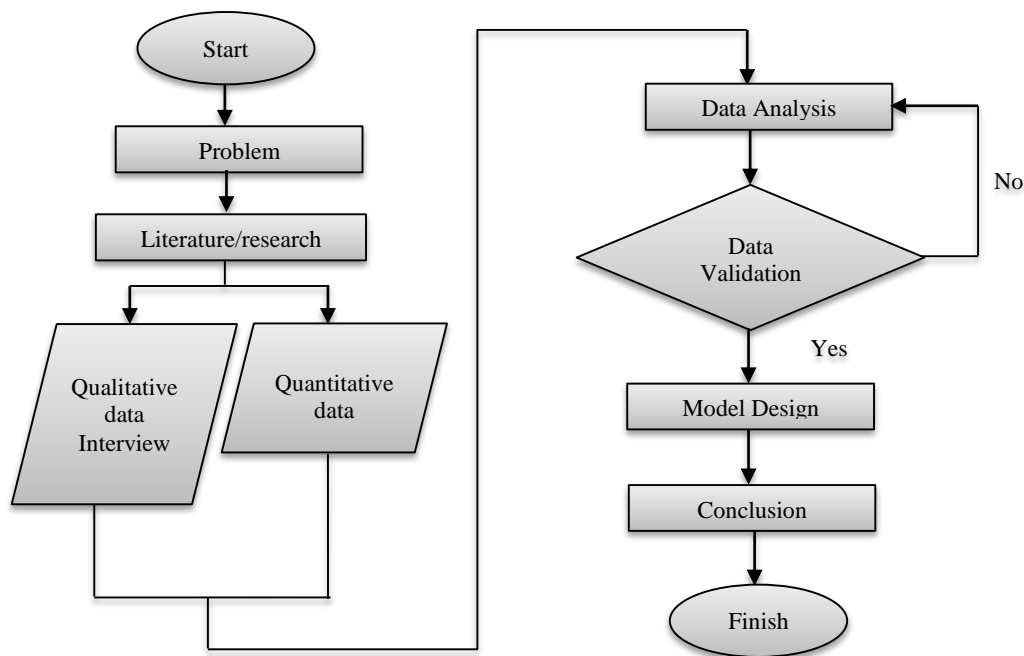 Start
Problem
Literature/research
Qualitative
data
Interview
Quantitative
data
Data Analysis
No
Data
Validation
Yes
Model Design
Conclusion
Finish